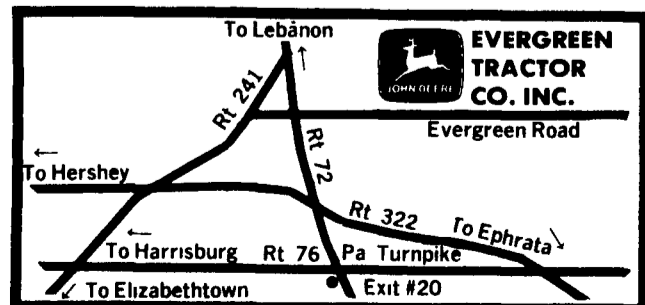 To Lebanon
EVERGREEN
TRACTOR
CO. INC.
JOHN DEERE
Rt 241
Evergreen Road
Rt 72
To Hershey
Rt 322
To Ephrata
To Harrisburg Rt 76 Pa Turnpike
To Elizabethtown
Exit #20